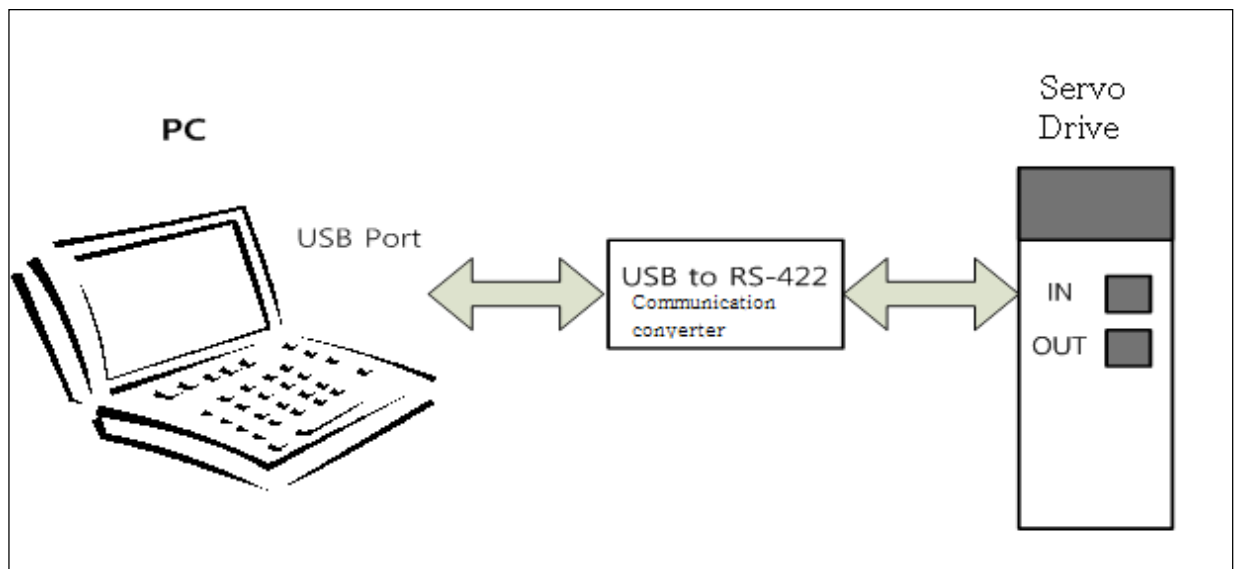 PC
USB Port
USB to RS-422
Communication
converter
Servo
Drive
IN
OUT